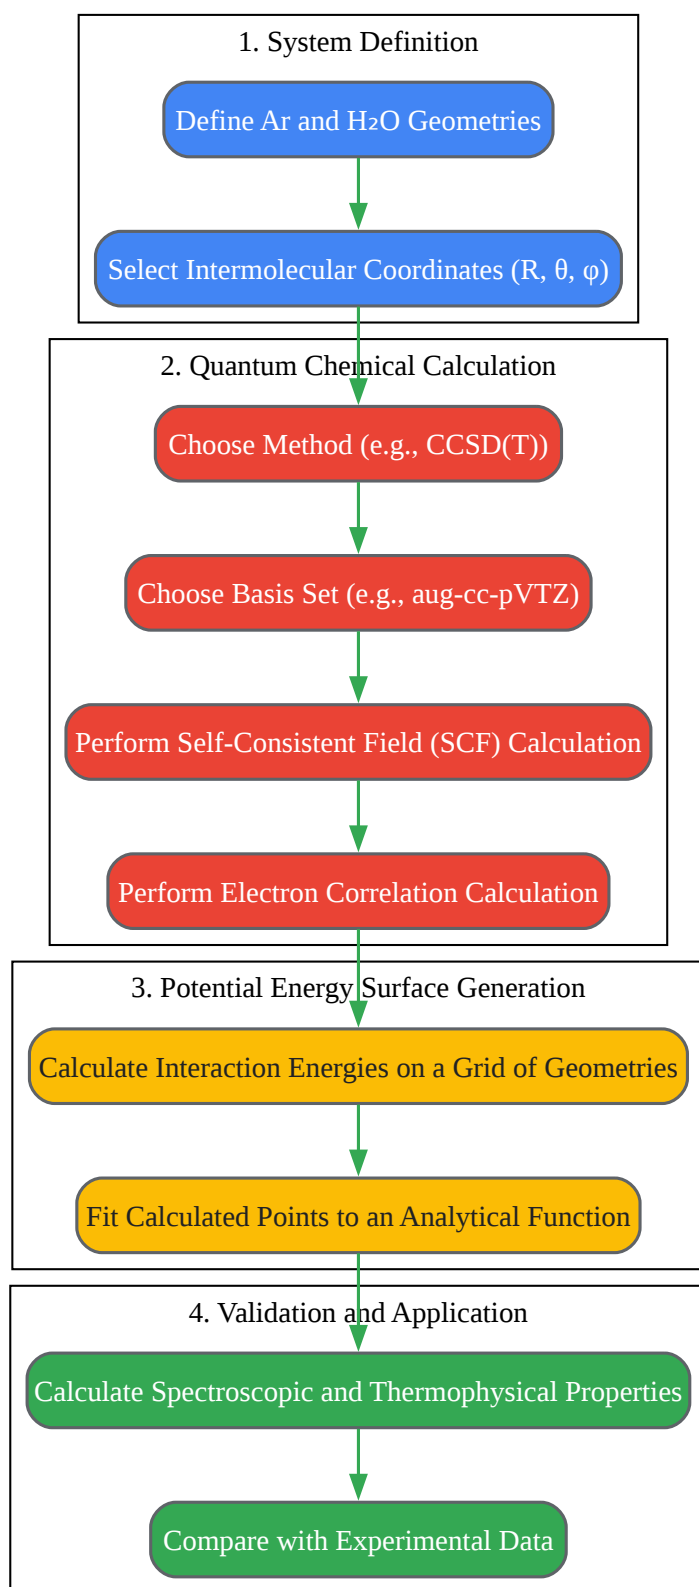 1. System Definition
Define Ar and H₂O Geometries
Select Intermolecular Coordinates (R, θ, φ)
2. Quantum Chemical Calculation
Choose Method (e.g., CCSD(T))
Choose Basis Set (e.g., aug-cc-pVTZ)
Perform Self-Consistent Field (SCF) Calculation
Perform Electron Correlation Calculation
3. Potential Energy Surface Generation
Calculate Interaction Energies on a Grid of Geometries
Fit Calculated Points to an Analytical Function
4. Validation and Application
Calculate Spectroscopic and Thermophysical Properties
Compare with Experimental Data